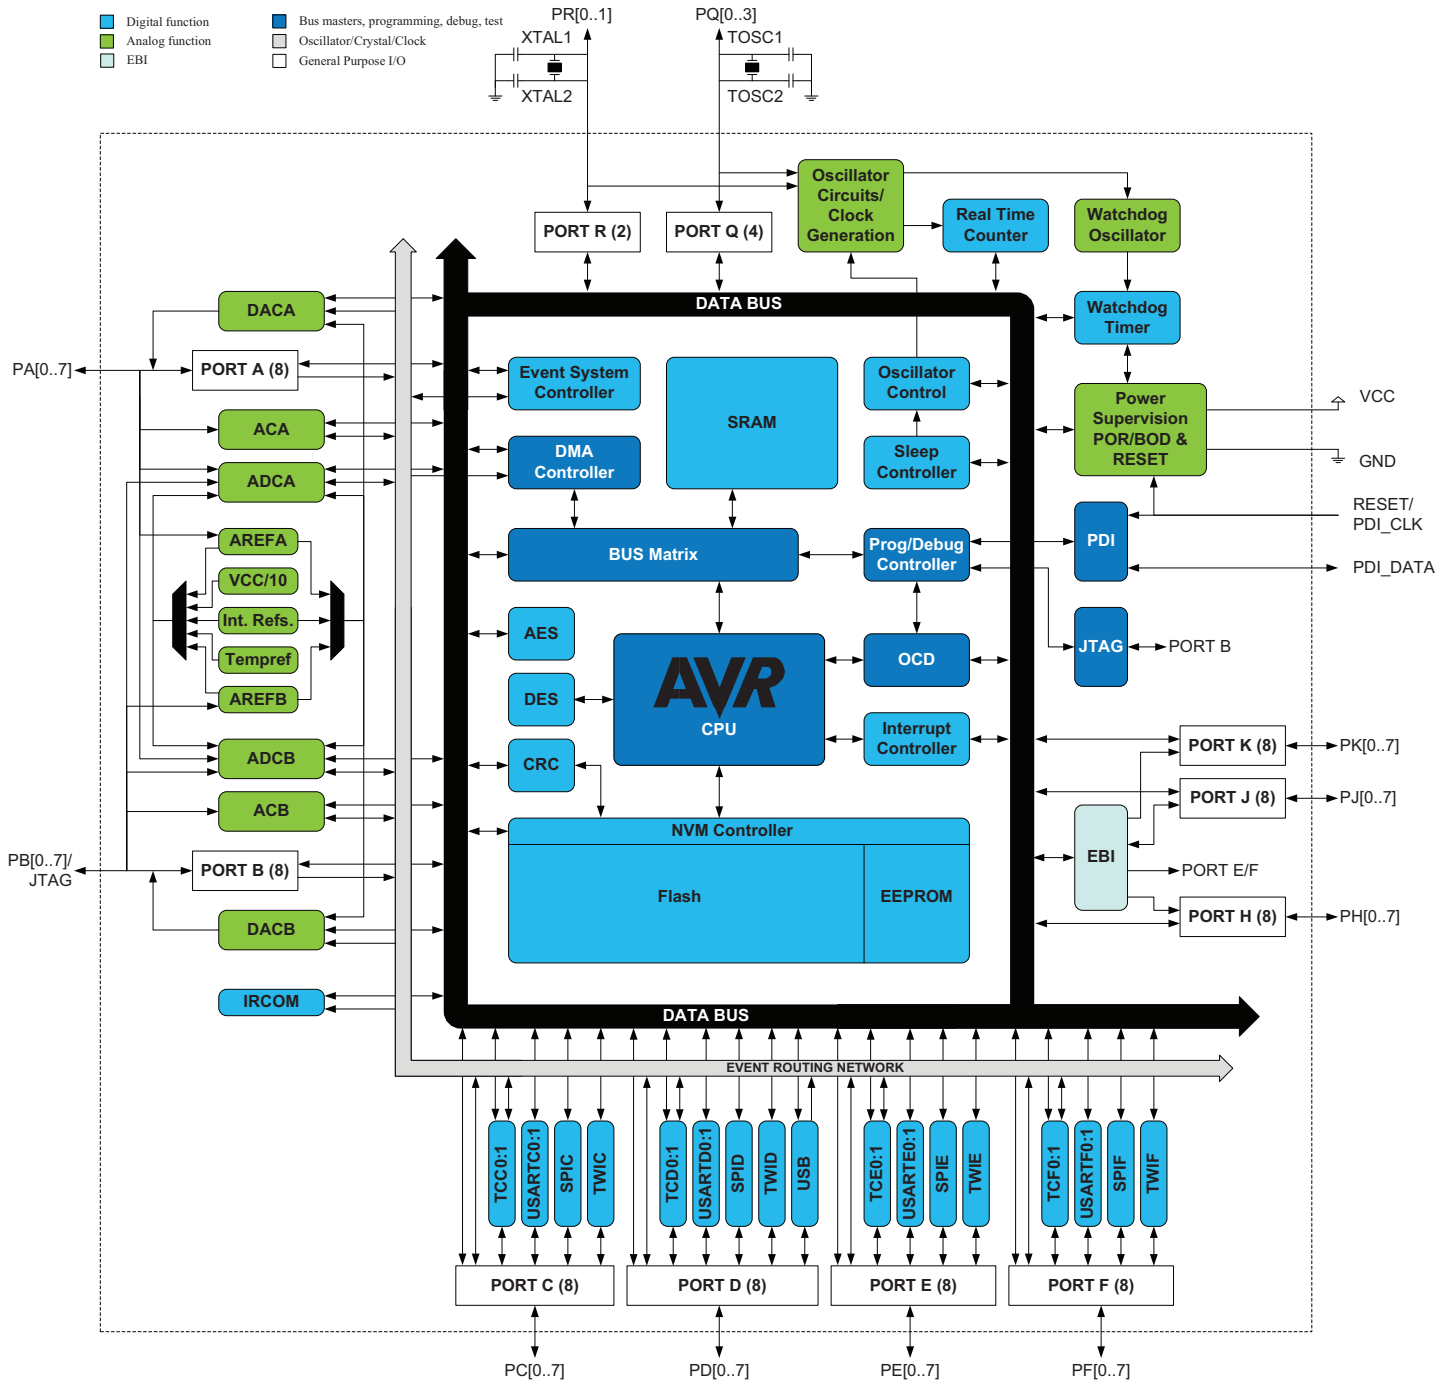 Digital function
Analog function
EBI
Bus masters, programming, debug, test
Oscillator/Crystal/Clock
General Purpose I/O
PR[0..1]
PQ[0..3]
XTAL1
XTAL2
TOSC1
TOSC2
PORT R (2)
PORT Q (4)
Oscillator
Circuits/
Clock
Generation
Real Time
Counter
Watchdog
Oscillator
DATA BUS
Watchdog
Timer
DACA
PA[0..7]
PORT A (8)
Event System
Controller
SRAM
Oscillator
Control
Power
Supervision
POR/BOD &
RESET
VCC
GND
ACA
DMA
Controller
Sleep
Controller
ADCA
RESET/
PDI_CLK
AREFA
BUS Matrix
Prog/Debug
Controller
PDI
PDI_DATA
VCC/10
Int. Refs.
AES
Tempref
AVR
CPU
OCD
JTAG
PORT B
AREFB
DES
Interrupt
Controller
PORT K (8)
PK[0..7]
ADCB
CRC
PORT J (8)
PJ[0..7]
ACB
NVM Controller
EBI
PB[0..7]/
JTAG
PORT B (8)
PORT E/F
Flash
EEPROM
PORT H (8)
PH[0..7]
DACB
IRCOM
DATA BUS
EVENT ROUTING NETWORK
TCC0:1
USARTC0:1
SPIC
TWIC
TCD0:1
USARTD0:1
SPID
TWID
USB
TCE0:1
USARTE0:1
SPIE
TWIE
TCF0:1
USARTF0:1
SPIF
TWIF
PORT C (8)
PORT D (8)
PORT E (8)
PORT F (8)
PC[0..7]
PD[0..7]
PE[0..7]
PF[0..7]